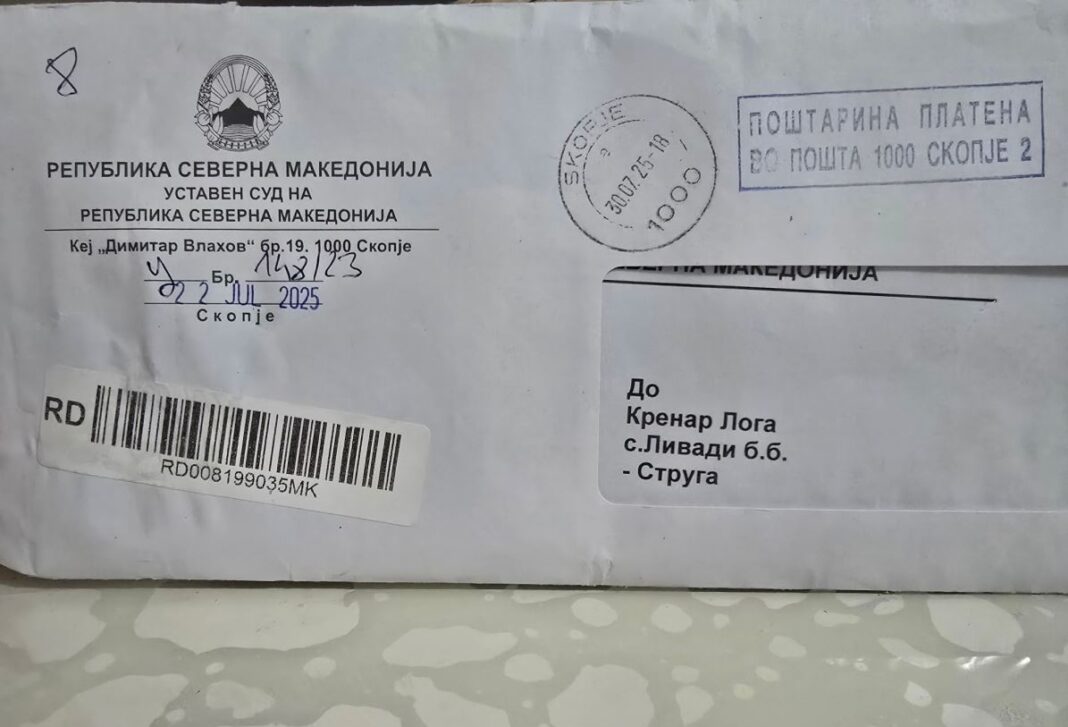 8
РЕПУБЛИКА СЕВЕРНА МАКЕДОНИЈА
УСТАВЕН СУД НА
РЕПУБЛИКА СЕВЕРНА МАКЕДОНИЈА
Кеј „Димитар Влахов“ бр.19. 1000 Скопје
У Бр. 148/23
22 JUL 2025
Скопје
RD
RD008199035MK
SKOPJE
30.07.25-18
1000
ПОШТАРИНА ПЛАТЕНА
ВО ПОШТА 1000 СКОПЈЕ 2
СЕВЕРНА МАКЕДОНИЈА
До
Кренар Лога
с.Ливади б.б.
- Струга